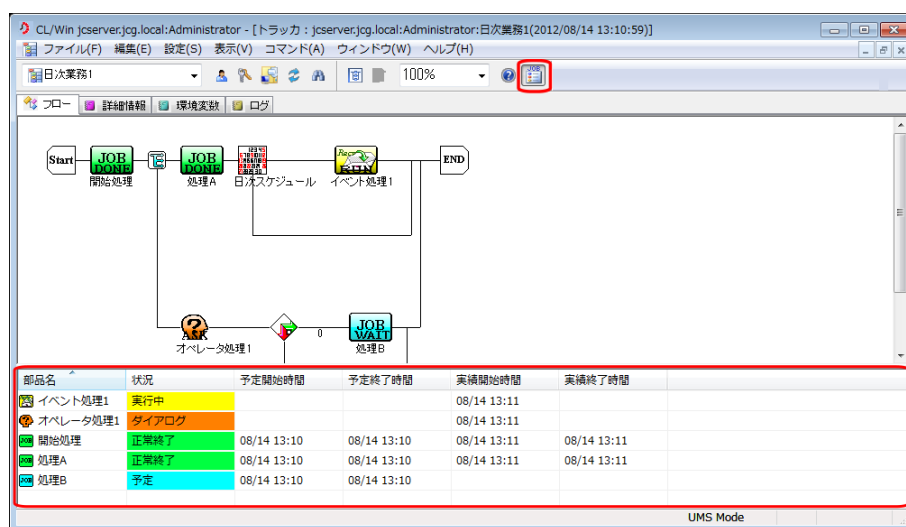 CL/Win jcserver.jcg.local:Administrator - [トラッカ : jcserver.jcg.local:Administrator:日次業務1(2012/08/14 13:10:59)]
ファイル(F) 編集(E) 設定(S) 表示(V) コマンド(A) ウィンドウ(W) ヘルプ(H)
日次業務1 100% JOB
フロー 詳細情報 環境変数 ログ
Start JOB DONE JOB DONE Recv RUN END
開始処理 処理A 日次スケジュール イベント処理1
ASK 0 JOB WAIT
オペレータ処理1 処理B
部品名 状況 予定開始時間 予定終了時間 実績開始時間 実績終了時間
イベント処理1 実行中 08/14 13:11
オペレータ処理1 ダイアログ 08/14 13:11
JOB 開始処理 正常終了 08/14 13:10 08/14 13:10 08/14 13:11 08/14 13:11
JOB 処理A 正常終了 08/14 13:10 08/14 13:10 08/14 13:11 08/14 13:11
JOB 処理B 予定 08/14 13:10 08/14 13:10
UMS Mode